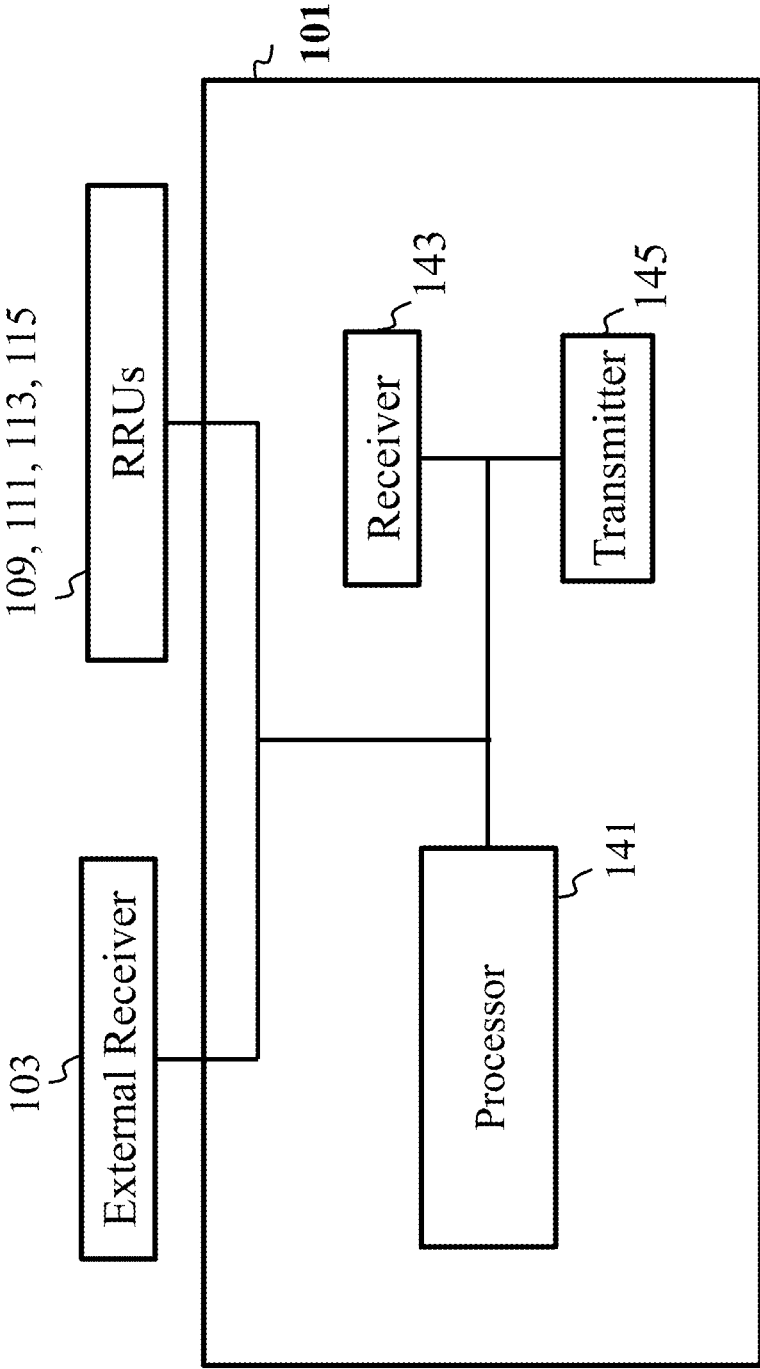 103
External Receiver
109, 111, 113, 115
RRUs
101
Receiver
143
Processor
141
Transmitter
145